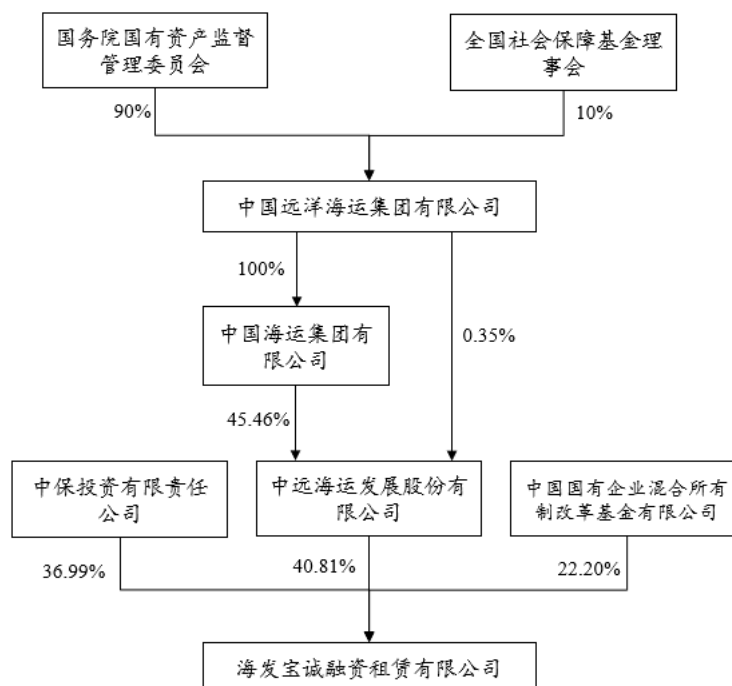 国务院国有资产监督
管理委员会
全国社会保障基金理
事会
90%
10%
中国远洋海运集团有限公司
100%
0.35%
中国海运集团有
限公司
45.46%
中保投资有限责任
公司
中远海运发展股份有
限公司
中国国有企业混合所有
制改革基金有限公司
36.99%
40.81%
22.20%
海发宝诚融资租赁有限公司